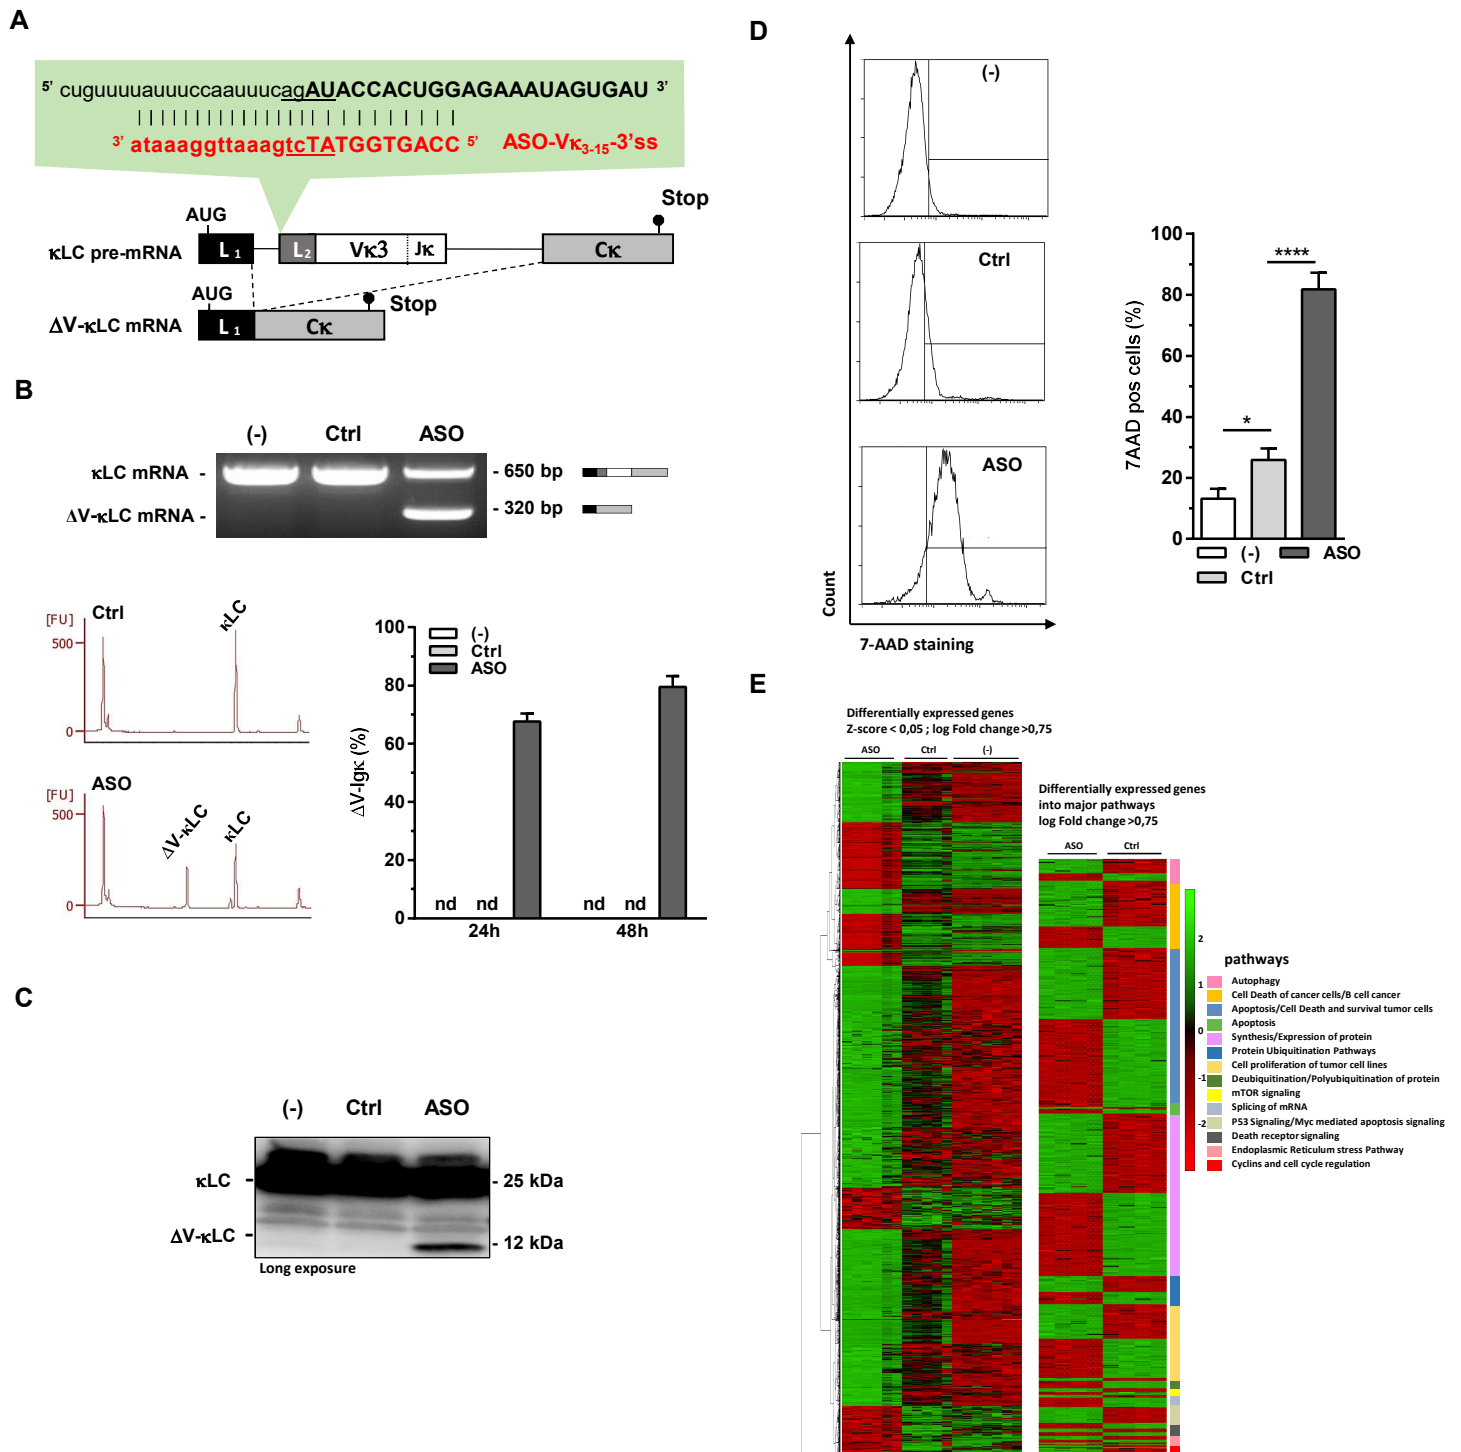 A
5' cuguuuuauuuccaauuucagAUACCACUGGAGAAAUAGUGAU 3'
3' ataaaggttaaagtcTATGGTGACC 5' ASO-Vκ3-15-3'ss
AUG
Stop
κLC pre-mRNA
L1
L2
Vκ3
Jκ
Cκ
AUG
Stop
ΔV-κLC mRNA
L1
Cκ
B
(-) Ctrl ASO
κLC mRNA -
- 650 bp
ΔV-κLC mRNA -
- 320 bp
Ctrl
[FU]
500
0
κLC
ASO
[FU]
500
0
ΔV-κLC
κLC
ΔV-Igκ (%)
100
80
60
40
20
0
(-)
Ctrl
ASO
nd nd
nd nd
24h
48h
C
(-) Ctrl ASO
κLC -
- 25 kDa
ΔV-κLC -
- 12 kDa
Long exposure
D
(-)
Ctrl
ASO
Count
7-AAD staining
7AAD pos cells (%)
100
80
60
40
20
0
*
****
(-)
ASO
Ctrl
E
Differentially expressed genes
Z-score < 0,05 ; log Fold change >0,75
ASO Ctrl (-)
Differentially expressed genes
into major pathways
log Fold change >0,75
ASO Ctrl
2
1
0
-1
-2
pathways
Autophagy
Cell Death of cancer cells/B cell cancer
Apoptosis/Cell Death and survival tumor cells
Apoptosis
Synthesis/Expression of protein
Protein Ubiquitination Pathways
Cell proliferation of tumor cell lines
Deubiquitination/Polyubiquitination of protein
mTOR signaling
Splicing of mRNA
P53 Signaling/Myc mediated apoptosis signaling
Death receptor signaling
Endoplasmic Reticulum stress Pathway
Cyclins and cell cycle regulation